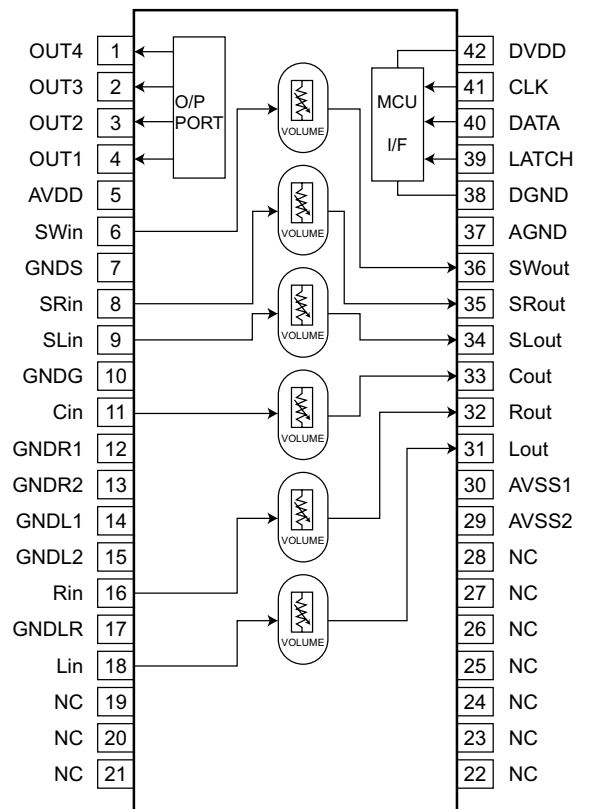 OUT4 1 42 DVDD
OUT3 2 41 CLK
O/P MCU
OUT2 3 PORT 40 DATA
VOLUME I/F
OUT1 4 39 LATCH
AVDD 5 38 DGND
SWin 6 VOLUME 37 AGND
GNDS 7 36 SWout
SRin 8 35 SRout
SLin 9 VOLUME 34 SLout
GNDG 10 33 Cout
Cin 11 32 Rout
VOLUME
GNDR1 12 31 Lout
GNDR2 13 30 AVSS1
GNDL1 14 29 AVSS2
VOLUME
GNDL2 15 28 NC
Rin 16 27 NC
GNDLR 17 26 NC
VOLUME
Lin 18 25 NC
NC 19 24 NC
NC 20 23 NC
NC 21 22 NC